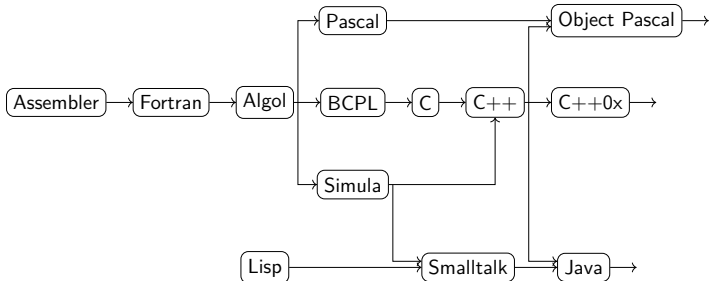 Pascal
Object Pascal
Assembler
Fortran
Algol
BCPL
C
C++
C++0x
Simula
Lisp
Smalltalk
Java